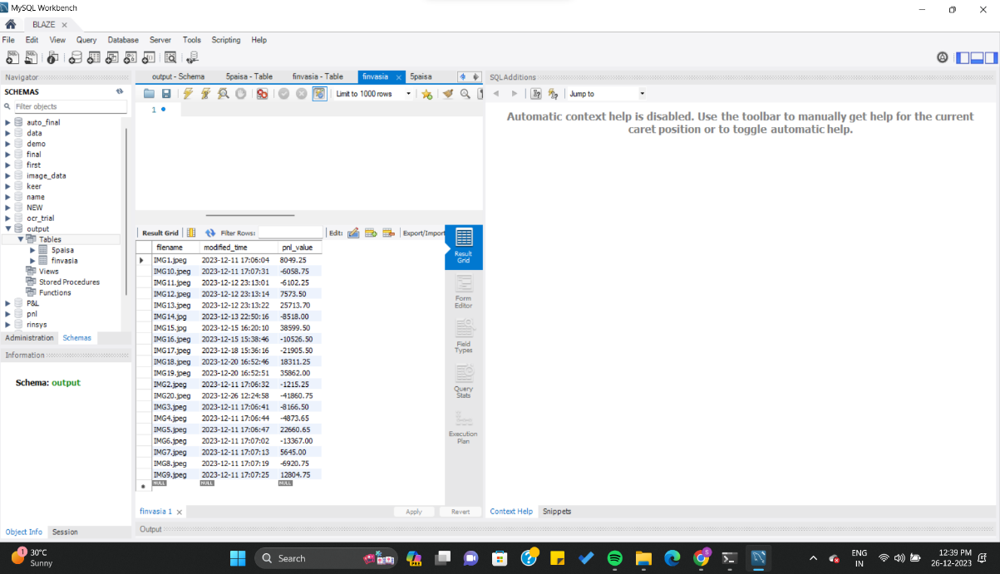 MySQL Workbench
BLAZE
File Edit View Query Database Server Tools Scripting Help
Navigator
SCHEMAS
Filter objects
auto_final
data
demo
final
first
image_data
keer
name
NEW
ocr_trial
output
Tables
5paisa
finvasia
Views
Stored Procedures
Functions
P&L
pnl
rinsys
Administration Schemas
Information
Schema: output
Object Info Session
output - Schema 5paisa - Table finvasia - Table finvasia 5paisa
Limit to 1000 rows
1
Result Grid Filter Rows: Edit: Export/Import
filename modified_time pnl_value
IMG1.jpeg 2023-12-11 17:06:04 8049.25
IMG10.jpeg 2023-12-11 17:07:31 -6058.75
IMG11.jpeg 2023-12-12 23:13:01 -6102.25
IMG12.jpeg 2023-12-12 23:13:14 7573.50
IMG13.jpeg 2023-12-12 23:13:22 25713.70
IMG14.jpg 2023-12-13 22:50:16 -8518.00
IMG15.jpg 2023-12-15 16:20:10 38599.50
IMG16.jpeg 2023-12-15 15:38:46 -10526.50
IMG17.jpeg 2023-12-18 15:36:16 -21905.50
IMG18.jpeg 2023-12-20 16:52:46 18311.25
IMG19.jpeg 2023-12-20 16:52:51 35862.00
IMG2.jpeg 2023-12-11 17:06:32 -1215.25
IMG20.jpeg 2023-12-26 12:24:58 -41860.75
IMG3.jpeg 2023-12-11 17:06:41 -8166.50
IMG4.jpeg 2023-12-11 17:06:44 -4873.65
IMG5.jpeg 2023-12-11 17:06:47 22660.65
IMG6.jpeg 2023-12-11 17:07:02 -13367.00
IMG7.jpeg 2023-12-11 17:07:13 5645.00
IMG8.jpeg 2023-12-11 17:07:19 -6920.75
IMG9.jpeg 2023-12-11 17:07:25 12804.75
NULL NULL NULL
Result
Grid
Form
Editor
Field
Types
Query
Stats
Execution
Plan
finvasia 1 Apply Revert
Output
SQLAdditions
Jump to
Automatic context help is disabled. Use the toolbar to manually get help for the current
caret position or to toggle automatic help.
Context Help Snippets
1
30°C
Sunny
Search
ENG
IN
12:39 PM
26-12-2023